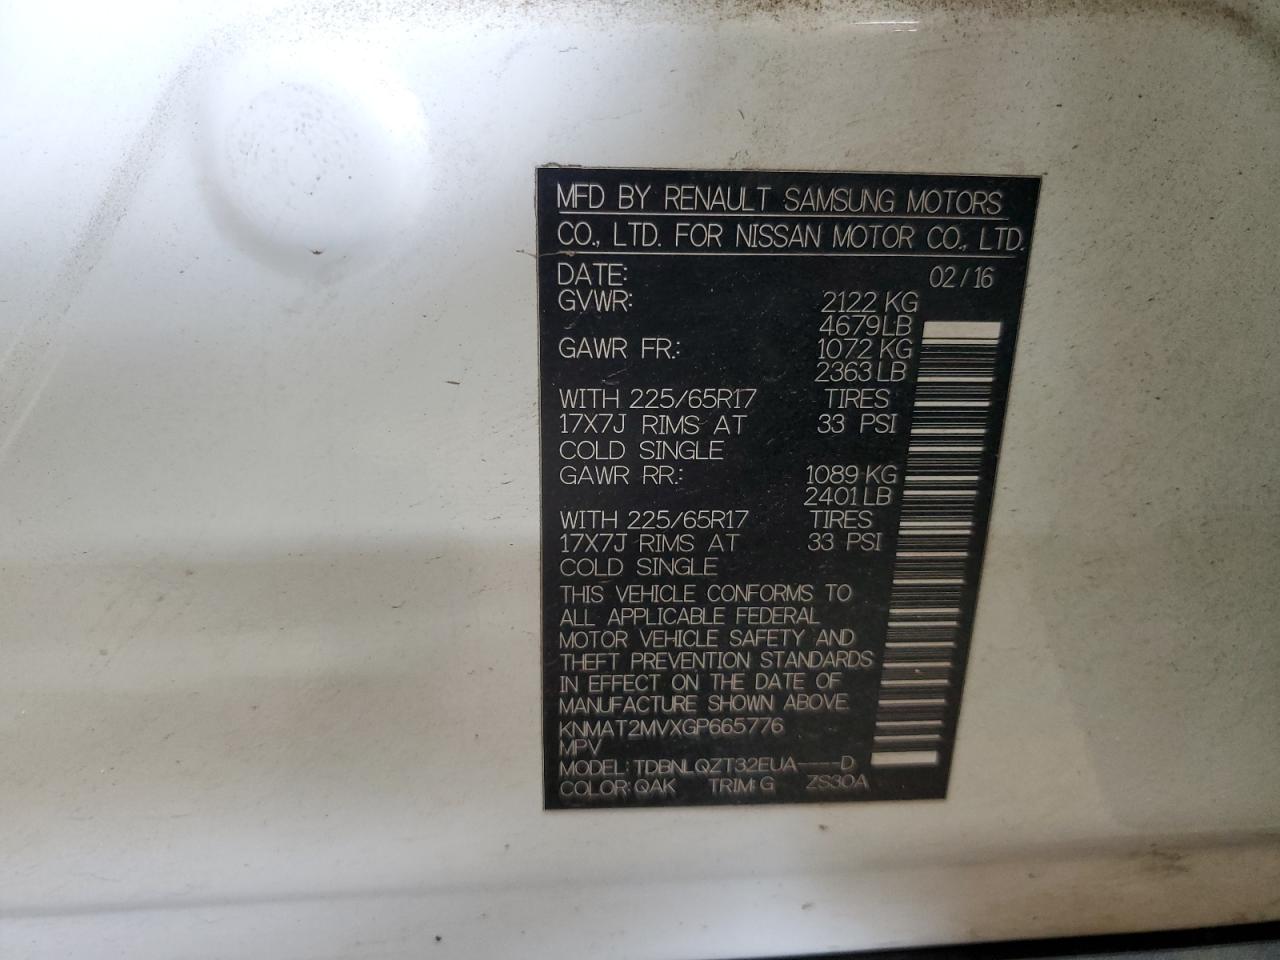 MFD BY RENAULT SAMSUNG MOTORS
CO., LTD. FOR NISSAN MOTOR CO., LTD.
DATE: 02/16
GVWR: 2122 KG
4679 LB
GAWR FR.: 1072 KG
2363 LB
WITH 225/65R17 TIRES
17X7J RIMS AT 33 PSI
COLD SINGLE
GAWR RR.: 1089 KG
2401 LB
WITH 225/65R17 TIRES
17X7J RIMS AT 33 PSI
COLD SINGLE
THIS VEHICLE CONFORMS TO
ALL APPLICABLE FEDERAL
MOTOR VEHICLE SAFETY AND
THEFT PREVENTION STANDARDS
IN EFFECT ON THE DATE OF
MANUFACTURE SHOWN ABOVE.
KNMAT2MVXGP665776
MPV
MODEL: TDBNLQZT32EUA----D
COLOR: QAK TRIM: G ZS30A